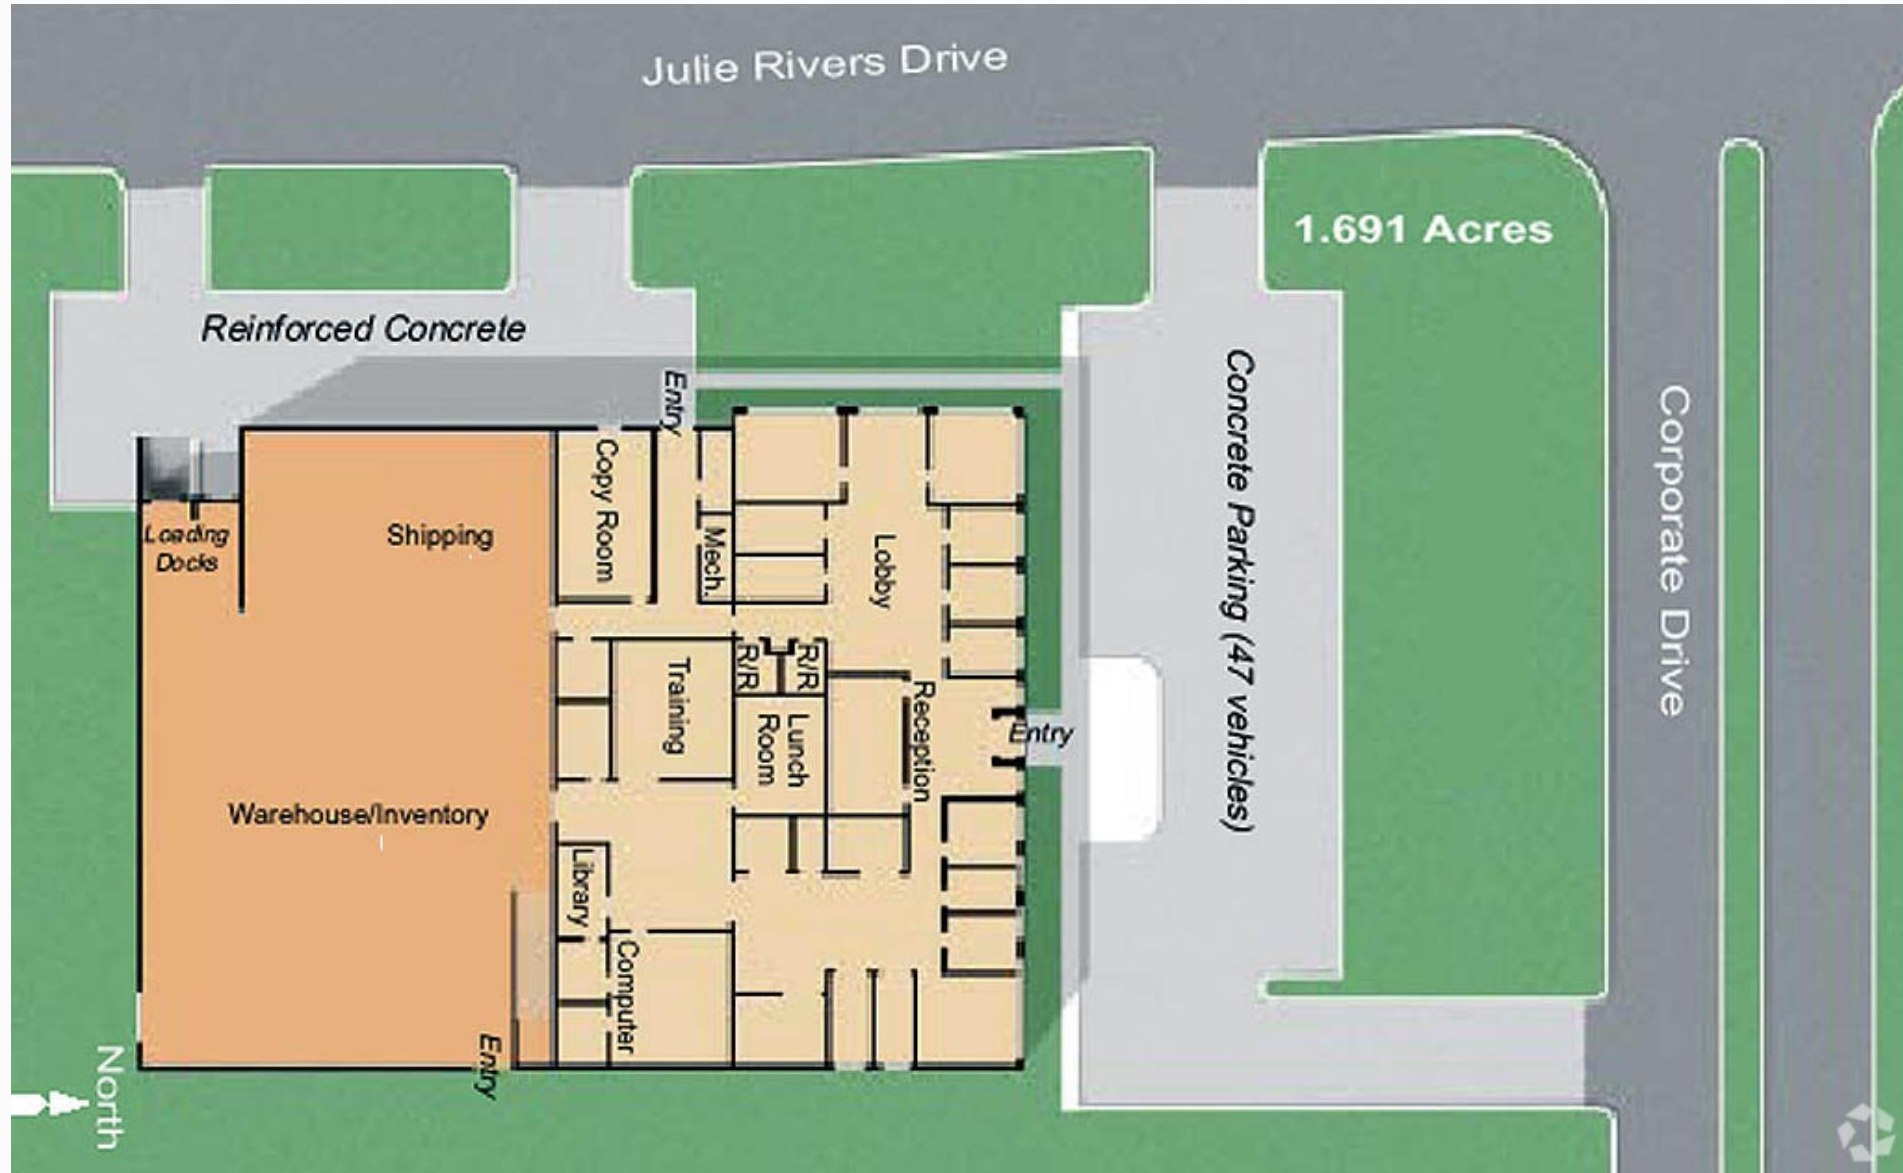 Julie Rivers Drive
1.691 Acres
Reinforced Concrete
Entry
Concrete Parking (47 vehicles)
Corporate Drive
Copy Room
Mech.
Loading
Docks
Shipping
Lobby
R/R
R/R
Training
Lunch
Room
Reception
Entry
Warehouse/Inventory
Library
Computer
Entry
North